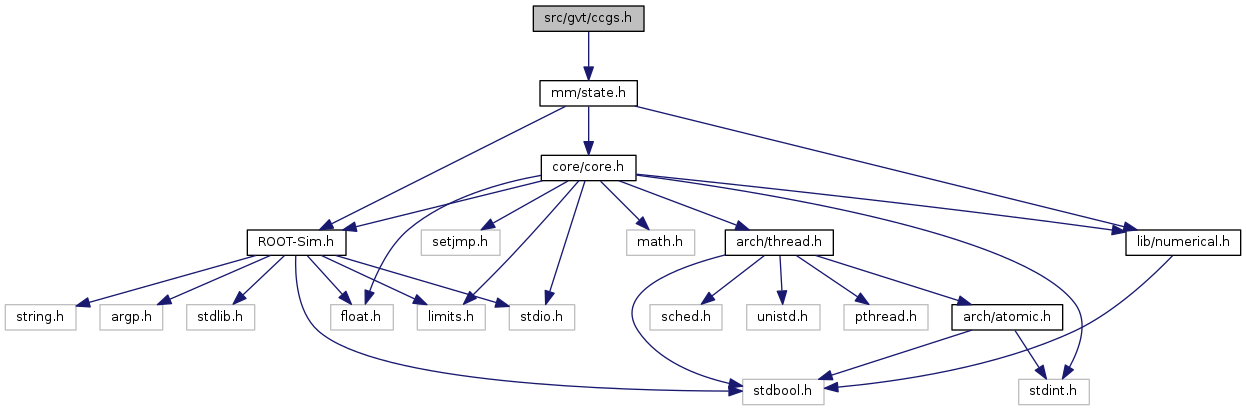 src/gvt/ccgs.h
mm/state.h
core/core.h
ROOT-Sim.h
setjmp.h
math.h
arch/thread.h
lib/numerical.h
string.h
argp.h
stdlib.h
float.h
limits.h
stdio.h
sched.h
unistd.h
pthread.h
arch/atomic.h
stdbool.h
stdint.h